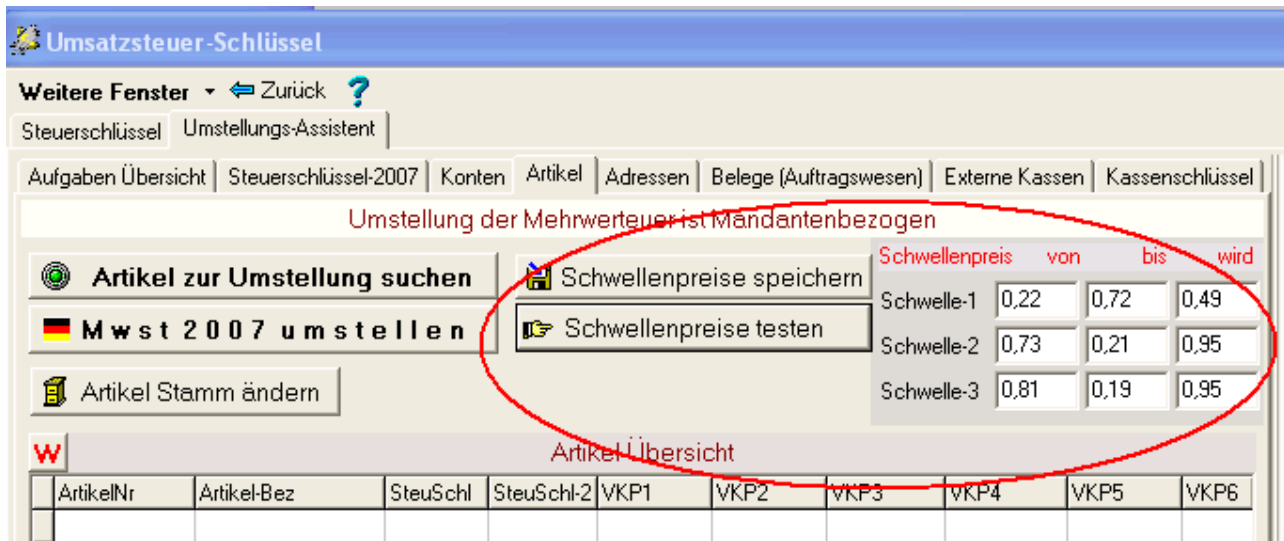 Umsatzsteuer-Schlüssel
Weitere Fenster Zurück ?
Steuerschlüssel Umstellungs-Assistent
Aufgaben Übersicht Steuerschlüssel-2007 Konten Artikel Adressen Belege (Auftragswesen) Externe Kassen Kassenschlüssel
Umstellung der Mehrwerteuer ist Mandantenbezogen
Artikel zur Umstellung suchen Schwellenpreise speichern Schwellenpreis von bis wird
Schwelle-1 0,22 0,72 0,49
Mwst 2007 umstellen Schwellenpreise testen
Schwelle-2 0,73 0,21 0,95
Artikel Stamm ändern Schwelle-3 0,81 0,19 0,95
W Artikel Übersicht
ArtikelNr Artikel-Bez SteuSchl SteuSchl-2 VKP1 VKP2 VKP3 VKP4 VKP5 VKP6